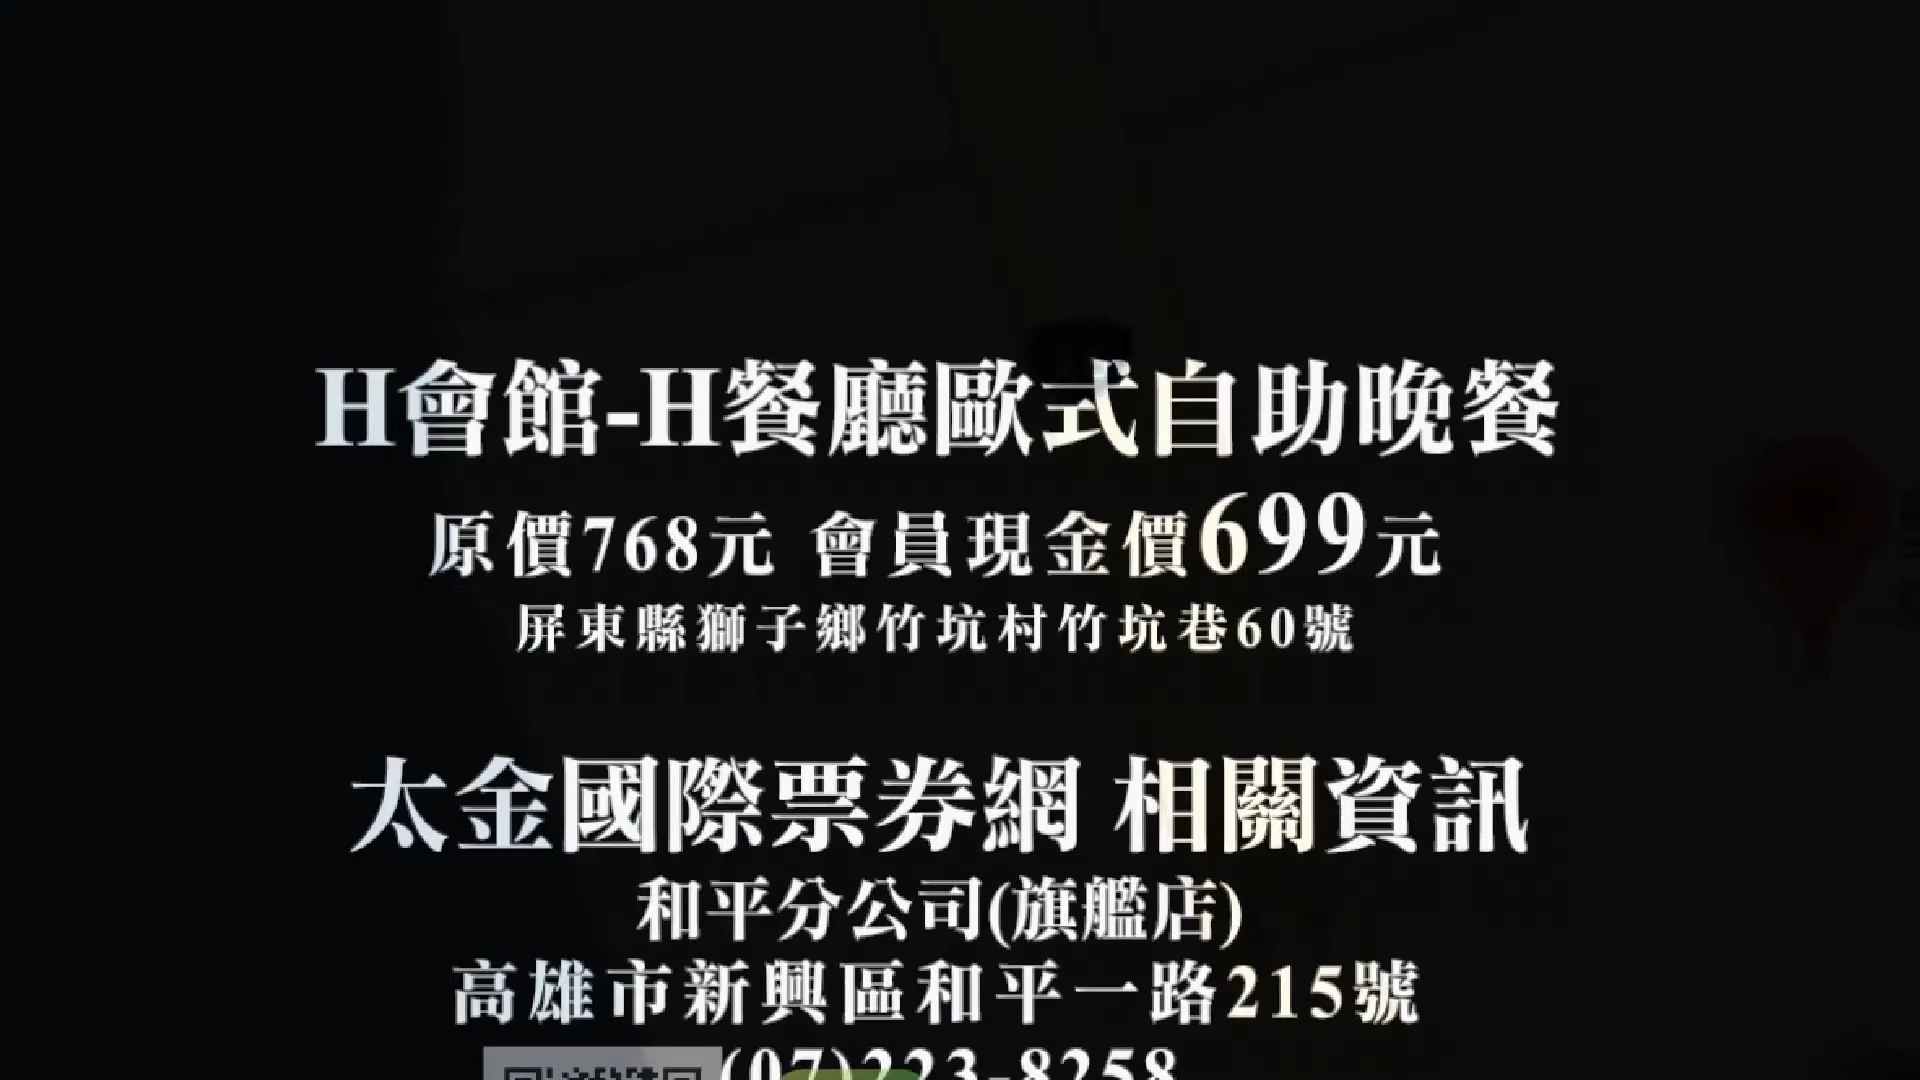 H會館-H餐廳歐式自助晚餐
原價768元 會員現金價699元
屏東縣獅子鄉竹坑村竹坑巷60號
太金國際票券網 相關資訊
和平分公司(旗艦店)
高雄市新興區和平一路215號
(07)223-8258